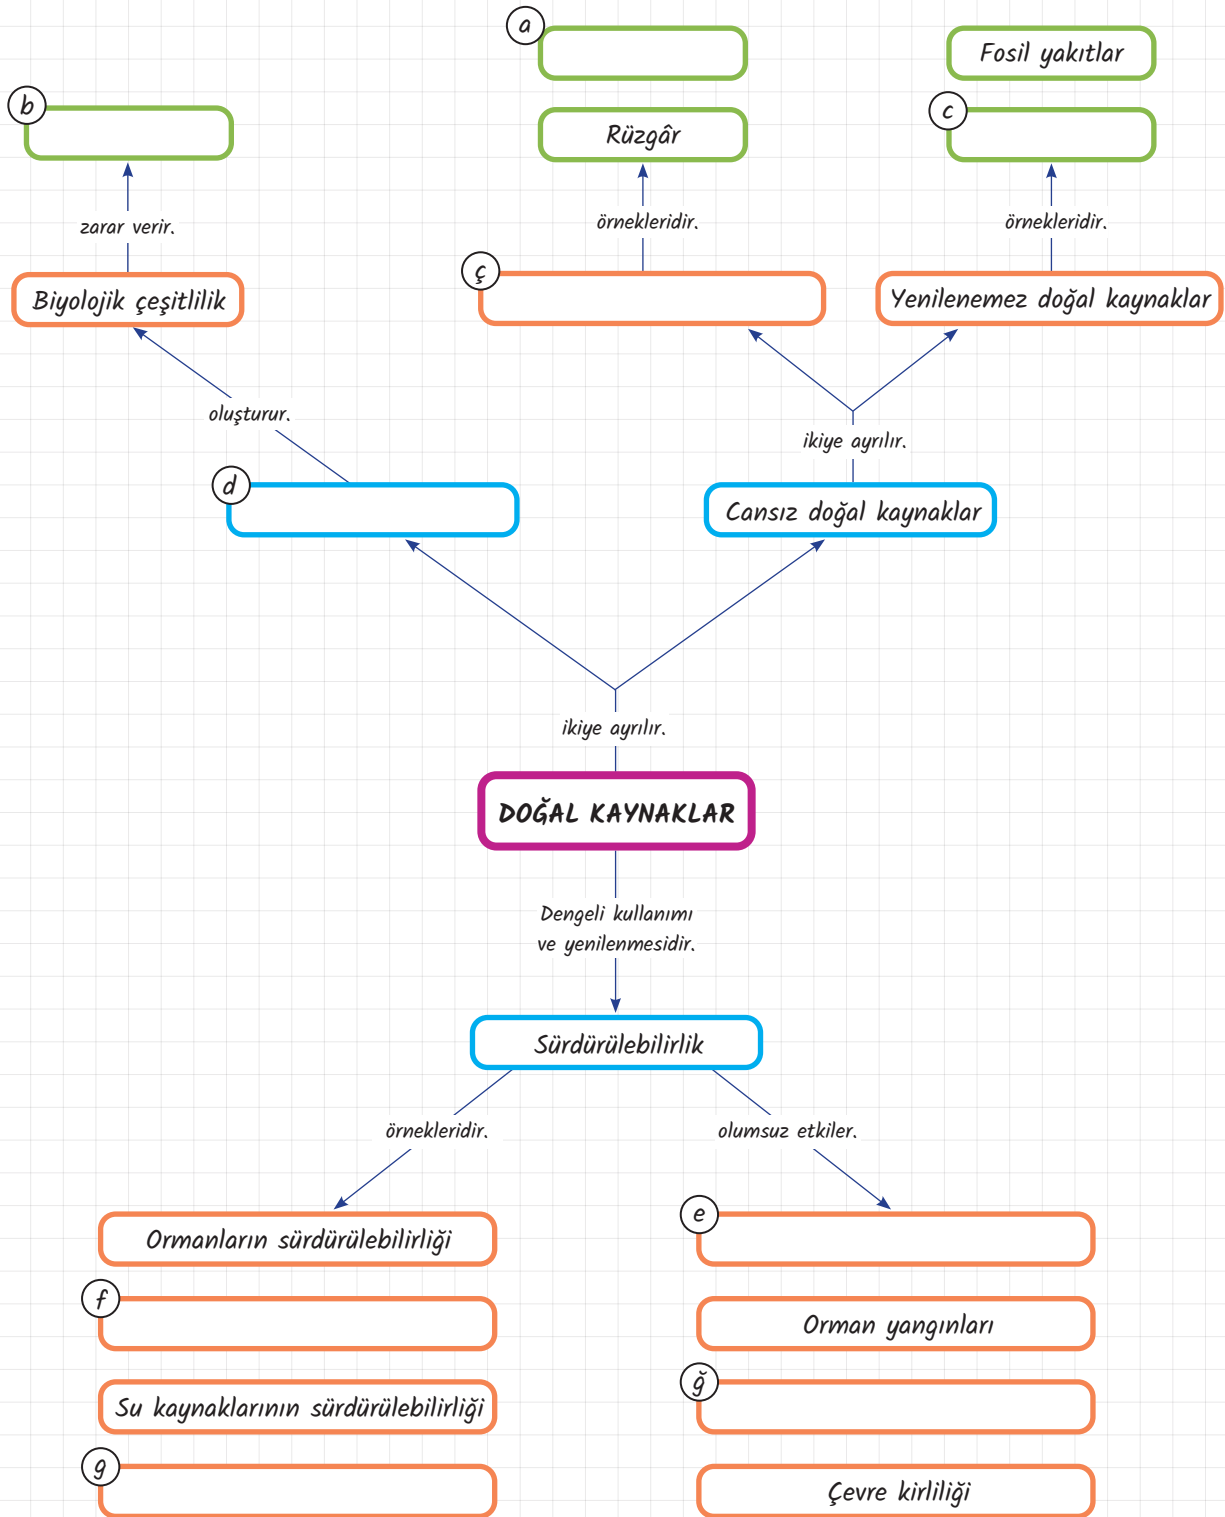 a
Fosil yakıtlar
b
Rüzgâr
c
zarar verir.
örnekleridir.
örnekleridir.
Biyolojik çeşitlilik
ç
Yenilenemez doğal kaynaklar
oluşturur.
ikiye ayrılır.
d
Cansız doğal kaynaklar
ikiye ayrılır.
DOĞAL KAYNAKLAR
Dengeli kullanımı
ve yenilenmesidir.
Sürdürülebilirlik
örnekleridir.
olumsuz etkiler.
Ormanların sürdürülebilirliği
e
f
Orman yangınları
Su kaynaklarının sürdürülebilirliği
ğ
g
Çevre kirliliği